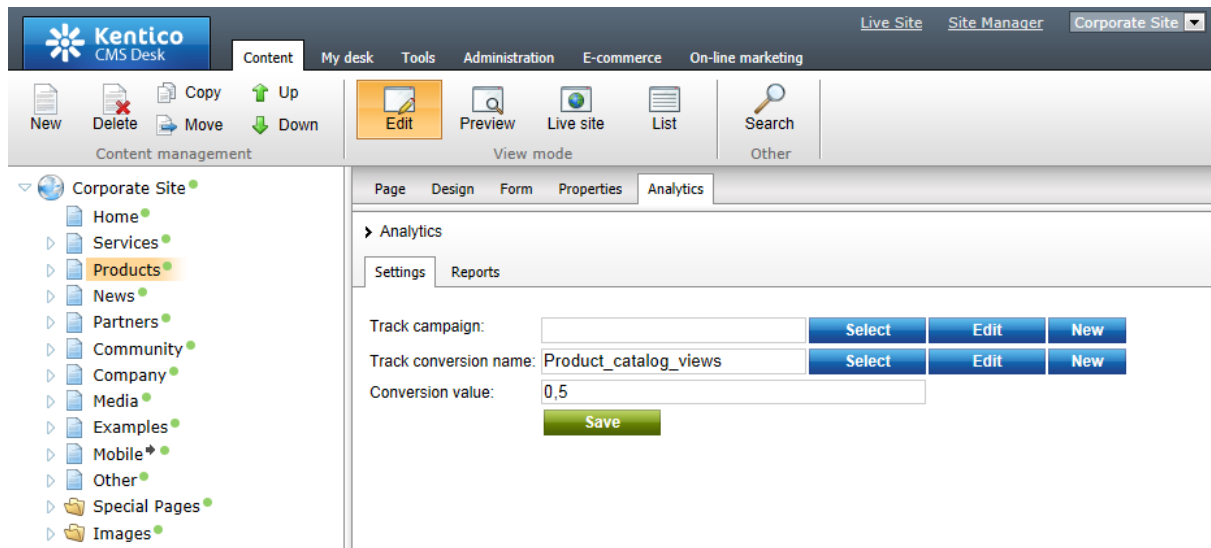 Live Site Site Manager Corporate Site
Kentico
CMS Desk
Content My desk Tools Administration E-commerce On-line marketing
New Delete Copy Move Up Down
Content management
Edit Preview Live site List
View mode
Search
Other
Corporate Site
Home
Services
Products
News
Partners
Community
Company
Media
Examples
Mobile
Other
Special Pages
Images
Page Design Form Properties Analytics
Analytics
Settings Reports
Track campaign: Select Edit New
Track conversion name: Product_catalog_views Select Edit New
Conversion value: 0,5
Save